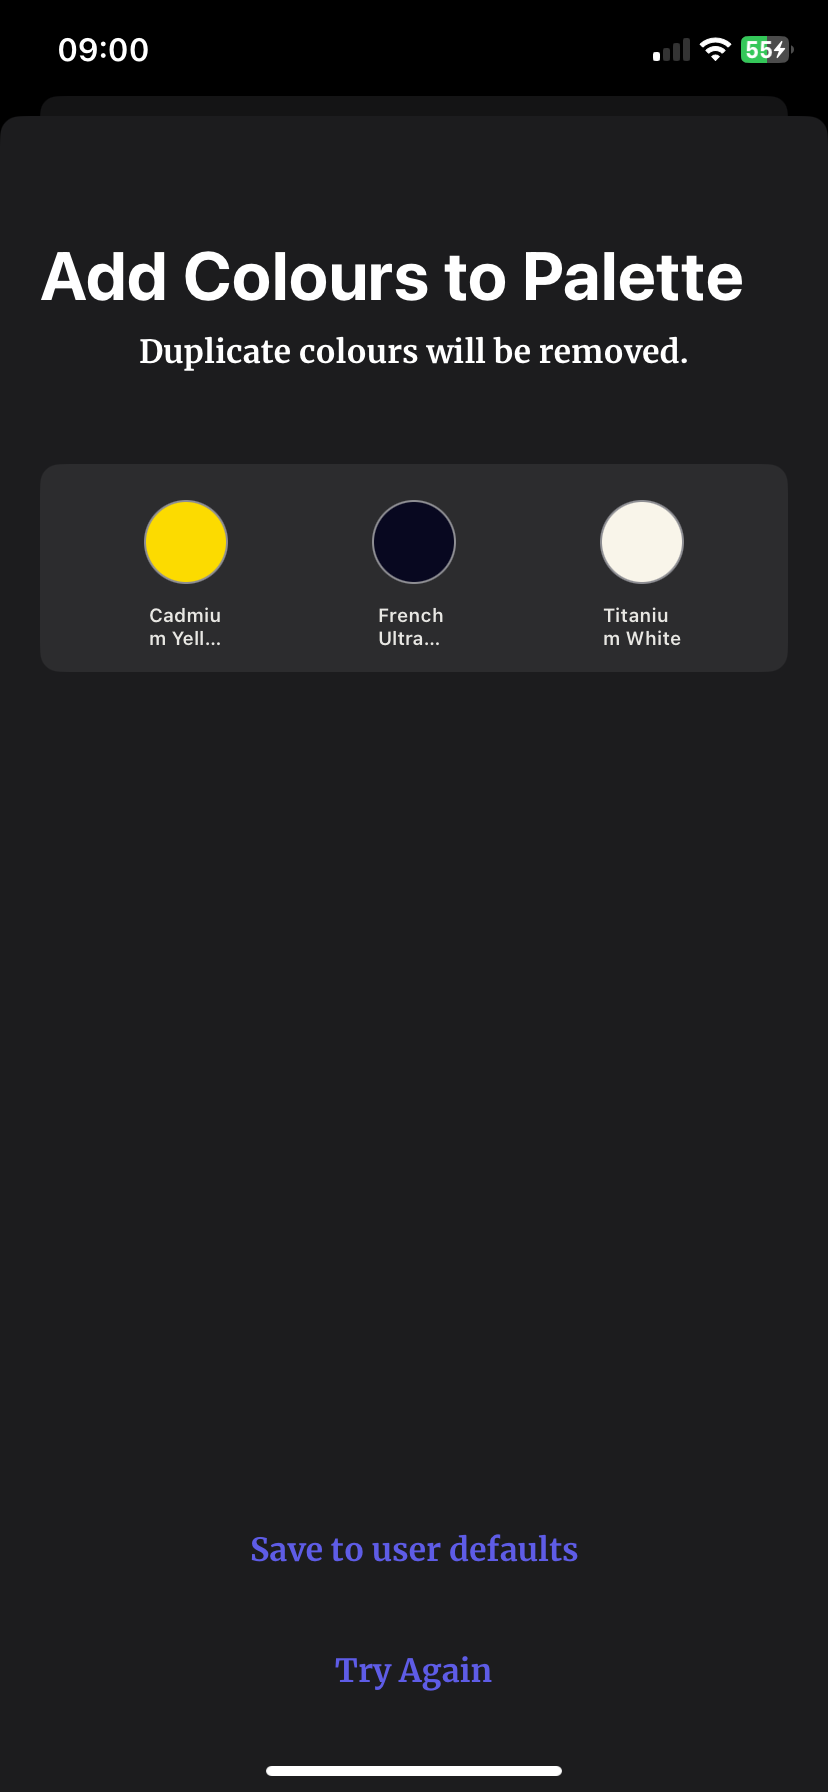 09:00
55
Add Colours to Palette
Duplicate colours will be removed.
Cadmiu
m Yell...
French
Ultra...
Titaniu
m White
Save to user defaults
Try Again